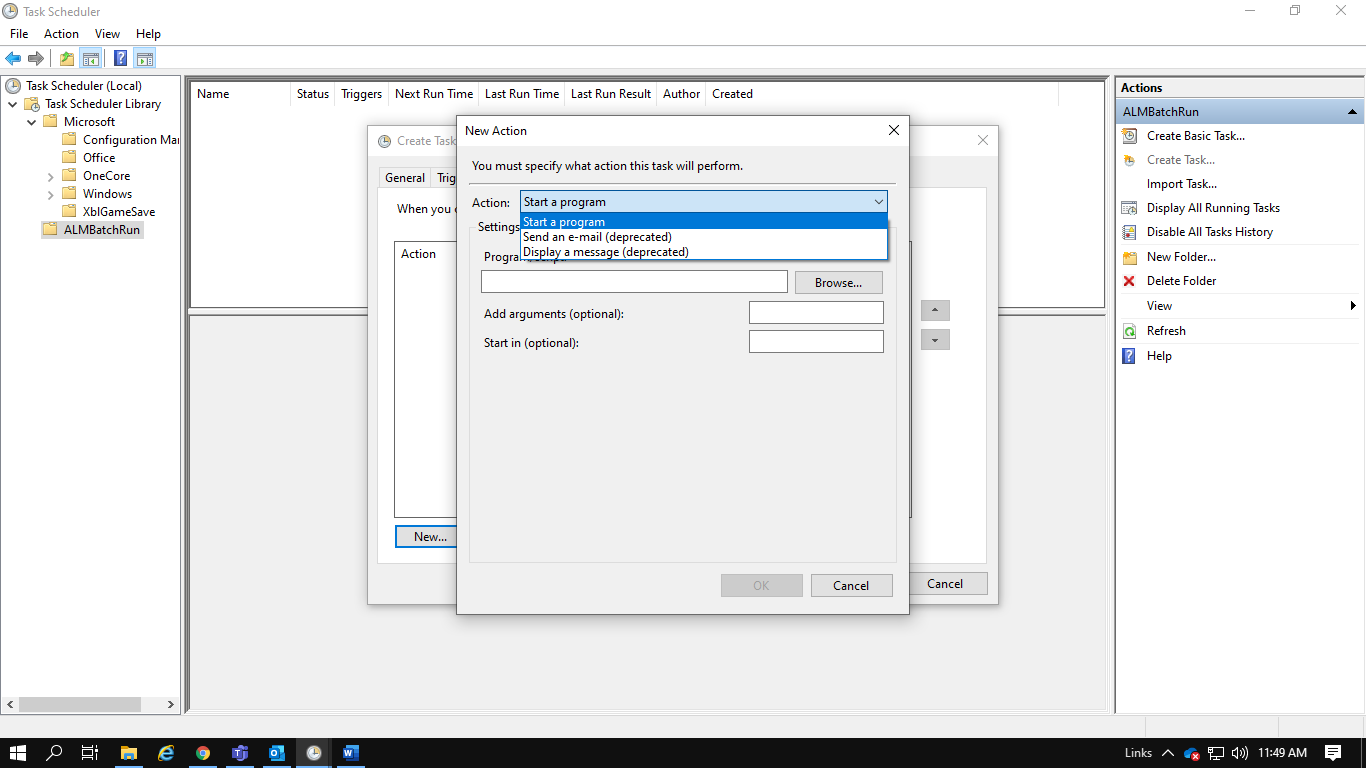 Task Scheduler
File Action View Help
Task Scheduler (Local)
Task Scheduler Library
Microsoft
Configuration Ma
Office
OneCore
Windows
XblGameSave
ALMBatchRun
Name Status Triggers Next Run Time Last Run Time Last Run Result Author Created
Create Task
General Trig
When you c
Action
New...
Cancel
New Action
You must specify what action this task will perform.
Action: Start a program
Start a program
Send an e-mail (deprecated)
Display a message (deprecated)
Settings
Browse...
Add arguments (optional):
Start in (optional):
OK Cancel
Actions
ALMBatchRun
Create Basic Task...
Create Task...
Import Task...
Display All Running Tasks
Disable All Tasks History
New Folder...
Delete Folder
View
Refresh
Help
Links 11:49 AM